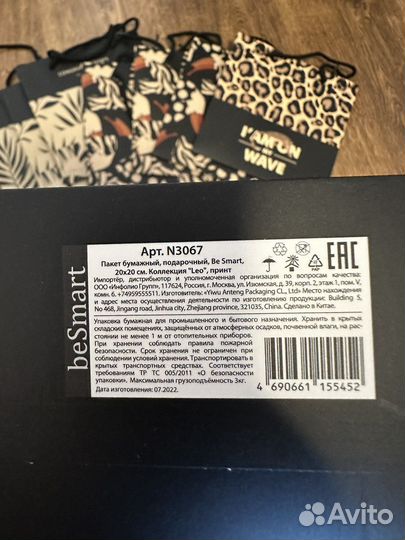 I'AM ON
WAVE
beSmart
Арт. N3067
Пакет бумажный, подарочный, Be Smart,
20x20 см. Коллекция "Leo", принт
Импортёр, дистрибьютор и уполномоченная организация по вопросам качества:
ООО «Инфолио Групп», 117624, Россия, г. Москва, ул. Изюмская, д. 39, корп. 2, этаж 1, пом. V,
ком. 6. +74959555511. Изготовитель: «Yiwu Anteng Packaging CL., Ltd» Место нахождения
и адрес места осуществления деятельности по изготовлению продукции: Building 5,
No 468, Jingang road, Jinhua city, Zhejiang province, 321035, China. Сделано в Китае.
EAC
PAP
Упаковка бумажная для промышленного и бытового назначения. Хранить в крытых
складских помещениях, защищённых от атмосферных осадков, почвенной влаги, на рас-
стоянии не менее 1 м от отопительных приборов.
При хранении соблюдать правила пожарной
безопасности. Срок хранения не ограничен при
соблюдении условий хранения. Транспортировать в
крытых транспортных средствах. Соответствует
требованиям ТР ТС 005/2011 «О безопасности
упаковки». Максимальная грузоподъёмность 3кг.
Дата изготовления: 07.2022.
4 690661 155452
Avito